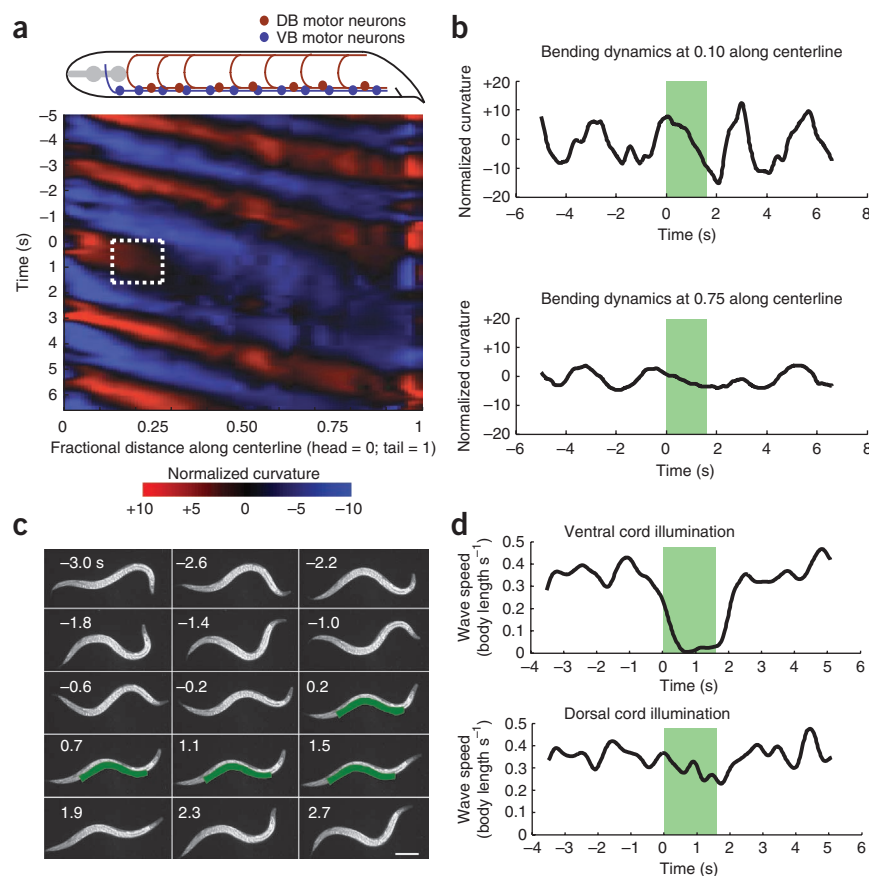 a
DB motor neurons
VB motor neurons
–5
–4
–3
–2
–1
0
1
2
3
4
5
6
Time (s)
0 0.25 0.50 0.75 1
Fractional distance along centerline (head = 0; tail = 1)
Normalized curvature
+10 +5 0 –5 –10
b
Bending dynamics at 0.10 along centerline
Normalized curvature
+20
+10
0
–10
–20
–6 –4 –2 0 2 4 6 8
Time (s)
Bending dynamics at 0.75 along centerline
Normalized curvature
+20
+10
0
–10
–20
–6 –4 –2 0 2 4 6 8
Time (s)
c
–3.0 s –2.6 –2.2
–1.8 –1.4 –1.0
–0.6 –0.2 0.2
0.7 1.1 1.5
1.9 2.3 2.7
d
Ventral cord illumination
Wave speed
(body length s⁻¹)
0.5
0.4
0.3
0.2
0.1
0
–4 –3 –2 –1 0 1 2 3 4 5 6
Time (s)
Dorsal cord illumination
Wave speed
(body length s⁻¹)
0.5
0.4
0.3
0.2
0.1
0
–4 –3 –2 –1 0 1 2 3 4 5 6
Time (s)